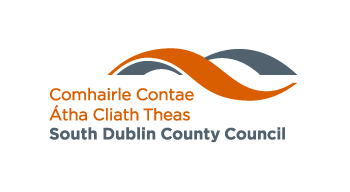 Comhairle Contae
Átha Cliath Theas
South Dublin County Council